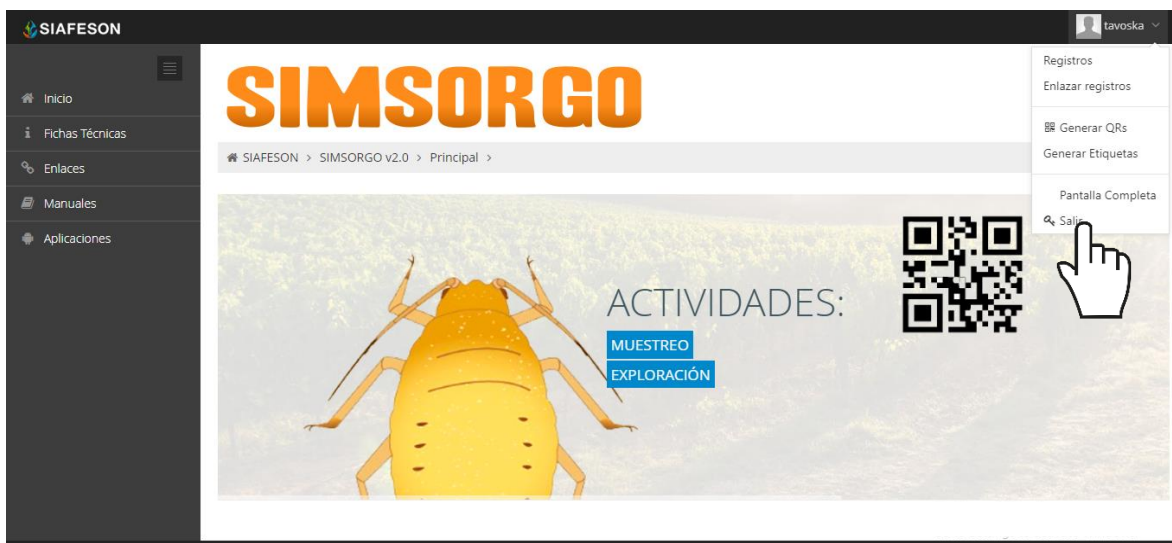 SIAFESON
tavoska
Registros
Enlazar registros
Generar QRs
Generar Etiquetas
Pantalla Completa
Salir
Inicio
Fichas Técnicas
Enlaces
Manuales
Aplicaciones
SIMSORGO
SIAFESON > SIMSORGO v2.0 > Principal >
ACTIVIDADES:
MUESTREO
EXPLORACIÓN